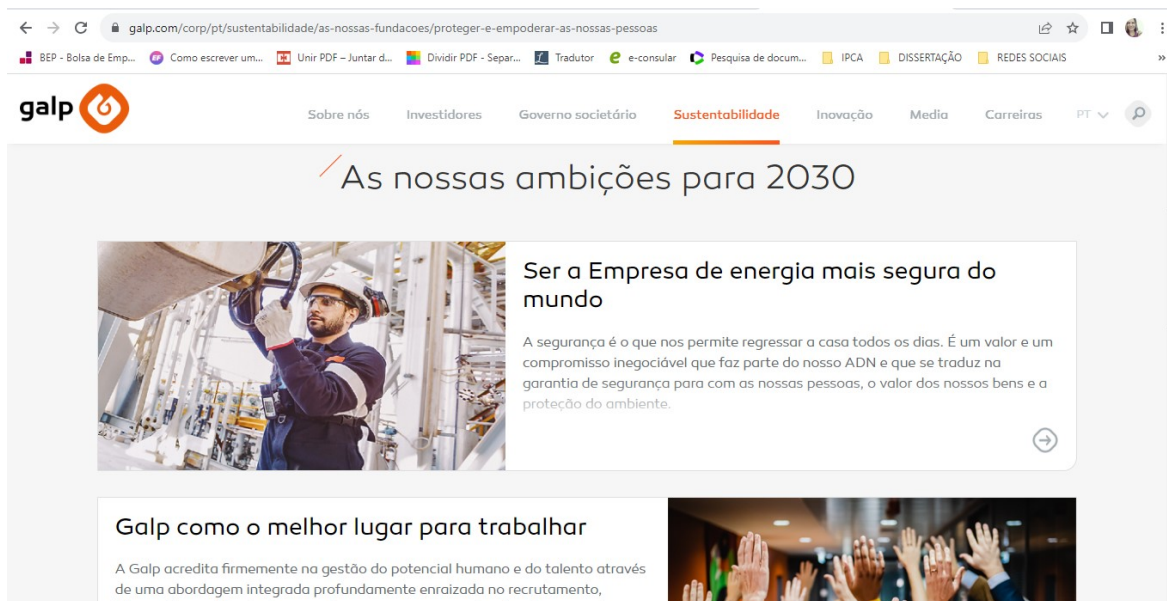 galp.com/corp/pt/sustentabilidade/as-nossas-fundacoes/proteger-e-empoderar-as-nossas-pessoas
BEP - Bolsa de Emp... Como escrever um... Unir PDF – Juntar d... Dividir PDF - Separ... Tradutor e-consular Pesquisa de docum... IPCA DISSERTAÇÃO REDES SOCIAIS »
galp Sobre nós Investidores Governo societário Sustentabilidade Inovação Media Carreiras PT
As nossas ambições para 2030
Ser a Empresa de energia mais segura do
mundo
A segurança é o que nos permite regressar a casa todos os dias. É um valor e um
compromisso inegociável que faz parte do nosso ADN e que se traduz na
garantia de segurança para com as nossas pessoas, o valor dos nossos bens e a
proteção do ambiente.
Galp como o melhor lugar para trabalhar
A Galp acredita firmemente na gestão do potencial humano e do talento através
de uma abordagem integrada profundamente enraizada no recrutamento,